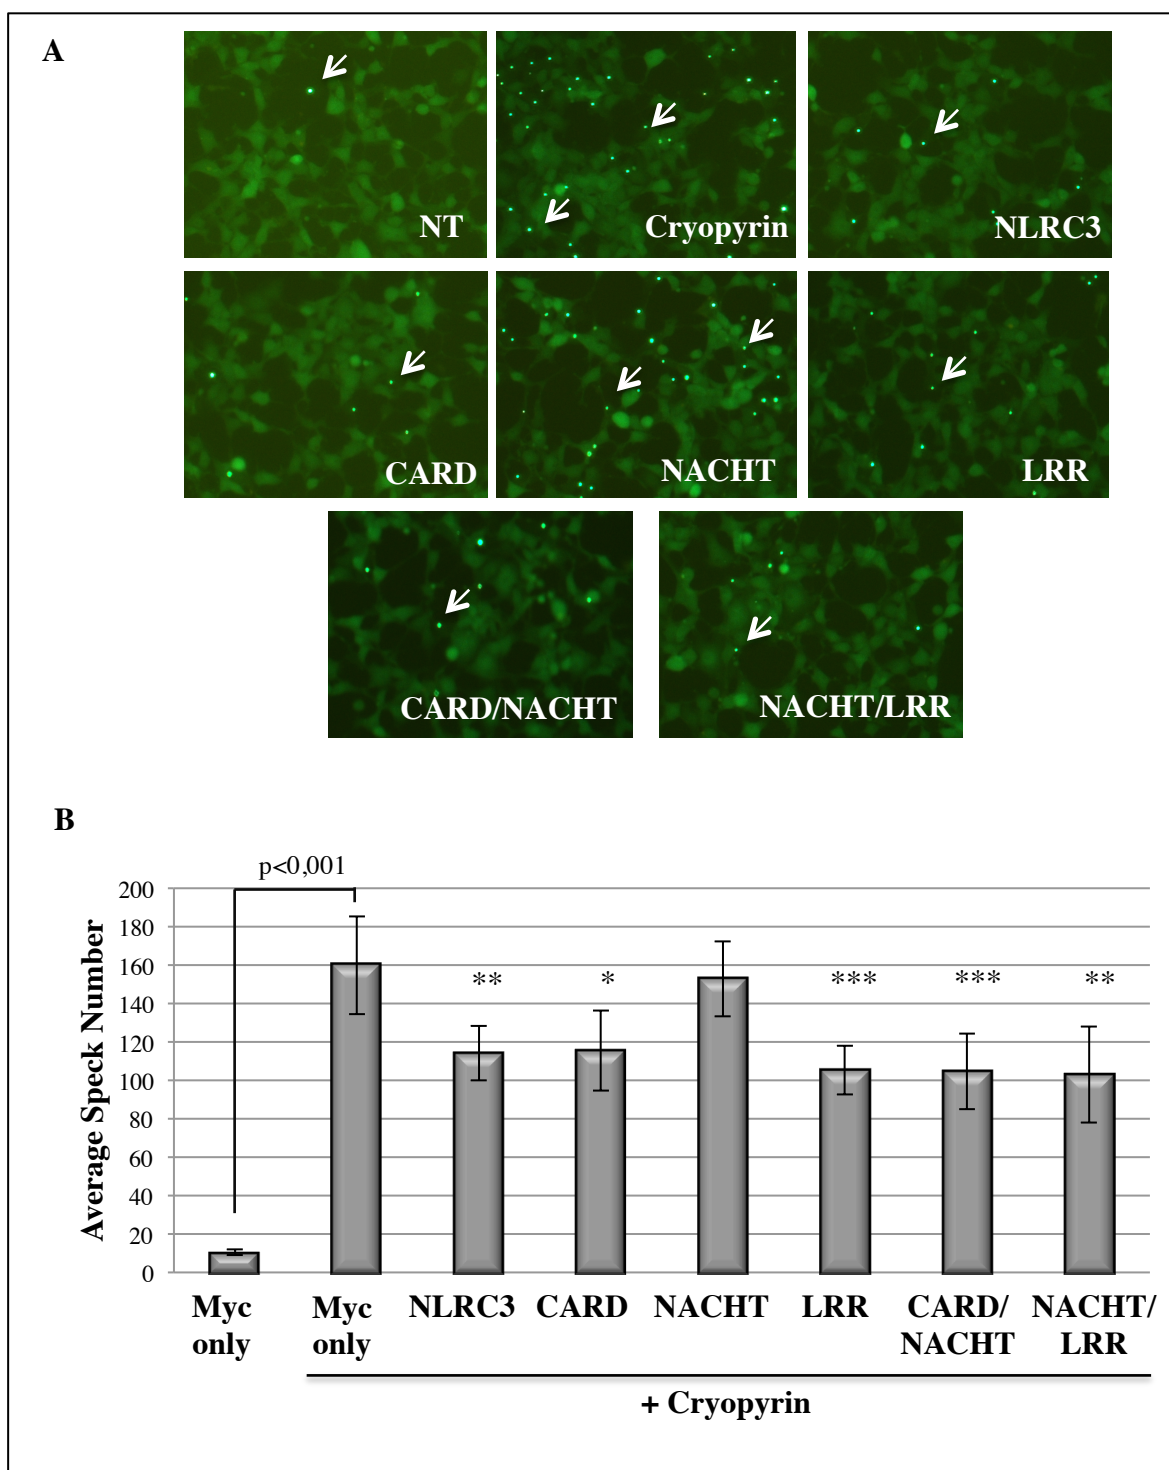 A
NT
Cryopyrin
NLRC3
CARD
NACHT
LRR
CARD/NACHT
NACHT/LRR
B
p<0,001
Average Speck Number
200
180
160
140
120
100
80
60
40
20
0
** * *** *** **
Myc only
Myc only
NLRC3
CARD
NACHT
LRR
CARD/
NACHT
NACHT/
LRR
+ Cryopyrin